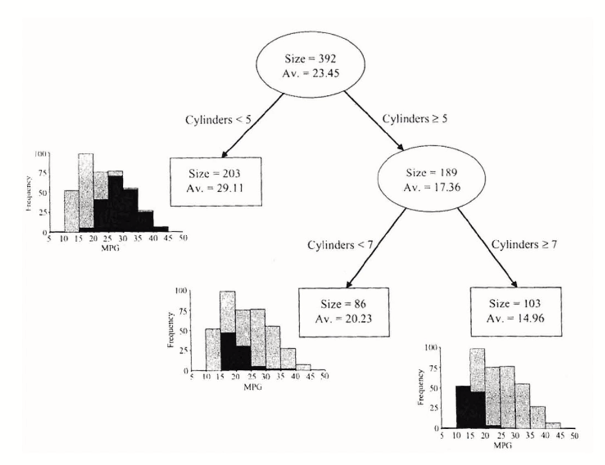 Size = 392
Av. = 23.45
Cylinders < 5
Cylinders ≥ 5
Size = 203
Av. = 29.11
Size = 189
Av. = 17.36
100
75
50
25
0
Frequency
5 10 15 20 25 30 35 40 45 50
MPG
Cylinders < 7
Cylinders ≥ 7
Size = 86
Av. = 20.23
Size = 103
Av. = 14.96
100
75
50
25
Frequency
5 10 15 20 25 30 35 40 45 50
MPG
100
75
50
25
0
Frequency
5 10 15 20 25 30 35 40 45 50
MPG